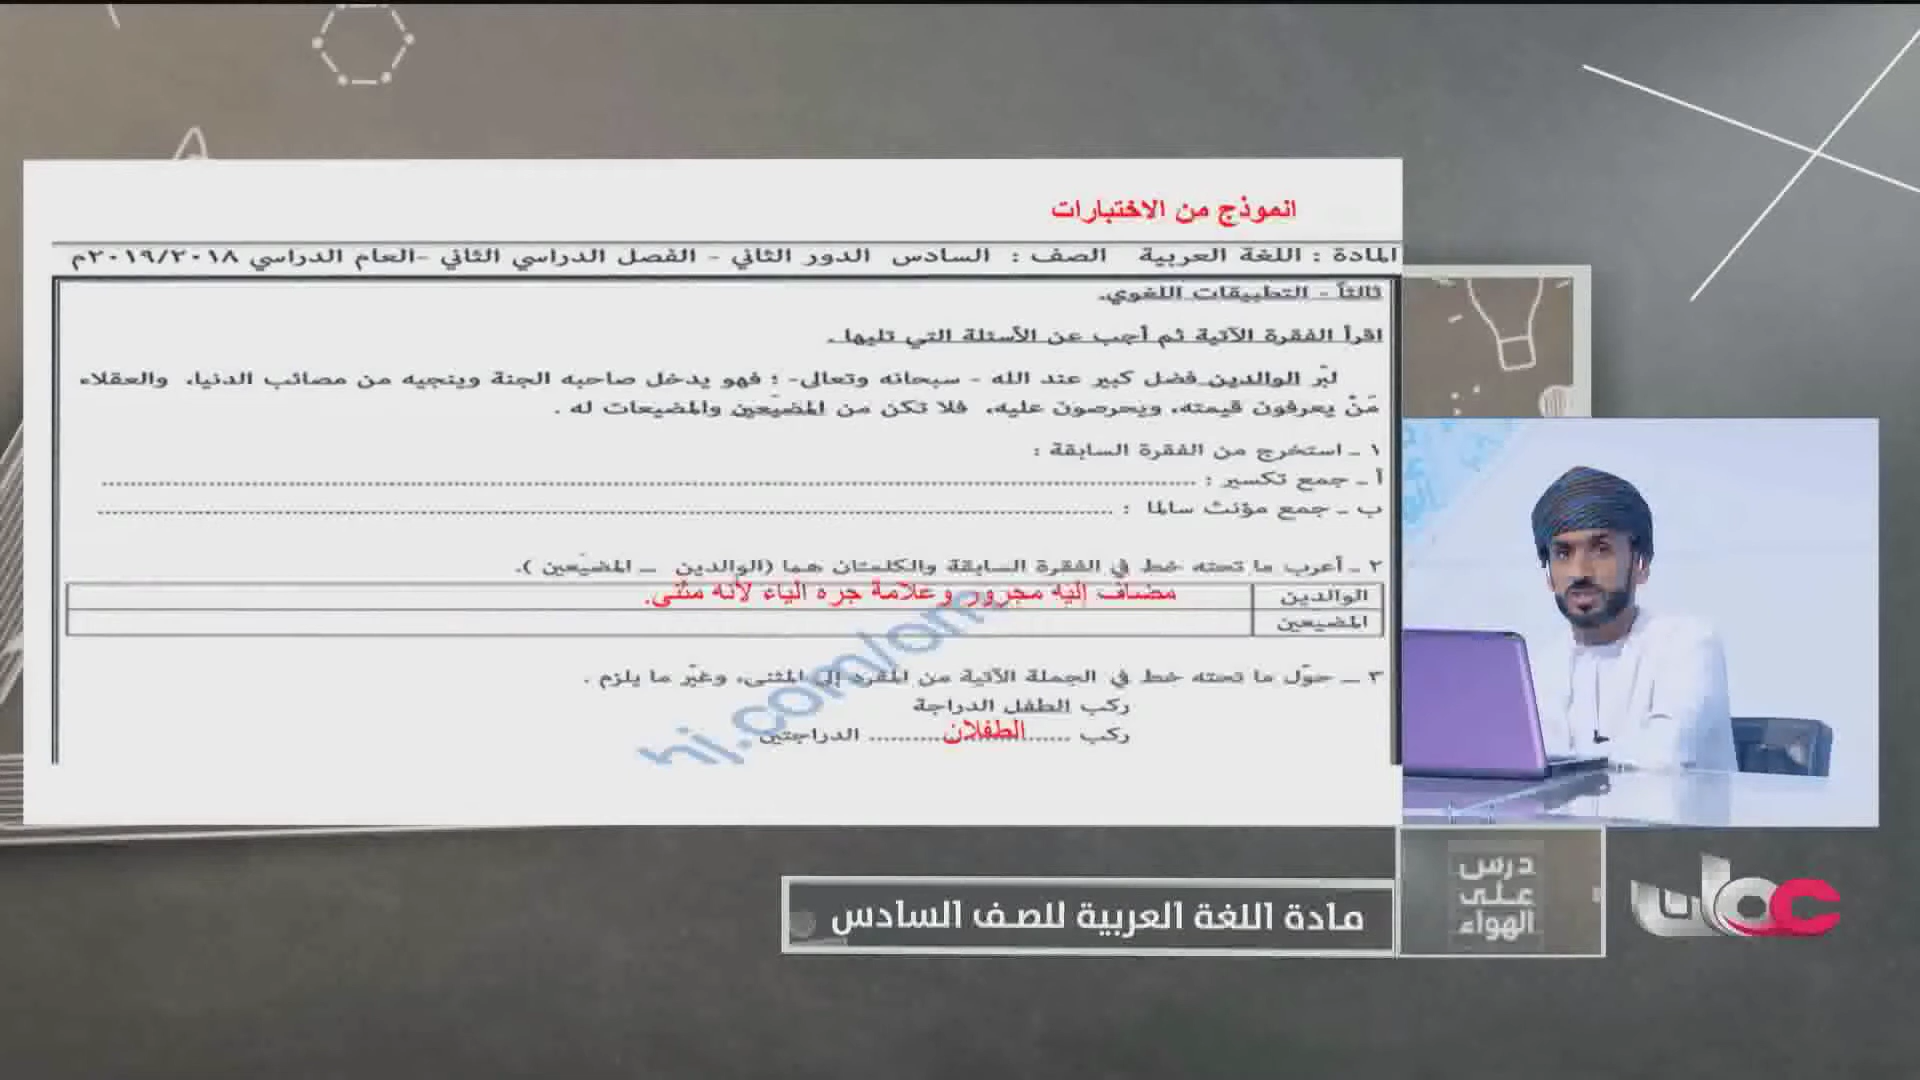 انموذج من الاختبارات
المادة : اللغة العربية الصف : السادس الدور الثاني - الفصل الدراسي الثاني -العام الدراسي ٢٠١٩/٢٠١٨م
ثالثاً - التطبيقات اللغوي.
اقرأ الفقرة الآتية ثم أجب عن الأسئلة التي تليها.
لبّر الوالدين فضل كبير عند الله - سبحانه وتعالى- ؛ فهو يدخل صاحبه الجنة وينجيه من مصائب الدنيا، والعقلاء
مَنْ يعرفون قيمته، ويحرصون عليه، فلا تكن من المضيّعين والمضيعات له .
١ ـ استخرج من الفقرة السابقة :
أ ـ جمع تكسير : ........................................
ب ـ جمع مؤنث سالما : ........................................
٢ ـ أعرب ما تحته خط في الفقرة السابقة والكلمتان هما (الوالدين ــ المضيّعين ).
الوالدين مضاف إليه مجرور وعلامة جره الياء لأنه مثنى.
المضيعين
٣ ــ حوّل ما تحته خط في الجملة الآتية من المفرد إلى المثنى، وغيّر ما يلزم .
ركب الطفل الدراجة
ركب .......الطفلان....... الدراجتين
hj.com/om
درس
على
الهواء
مادة اللغة العربية للصف السادس